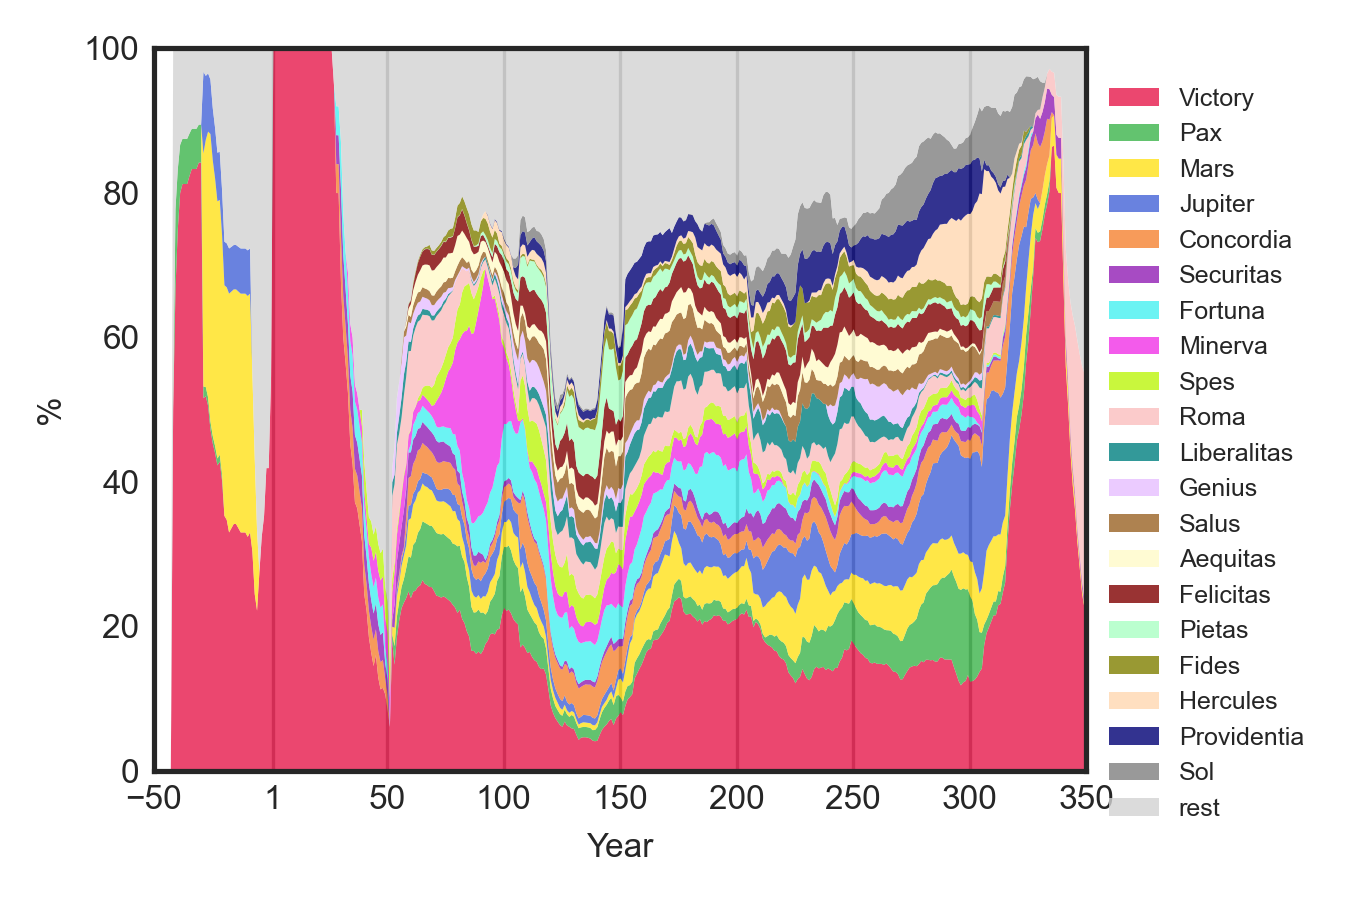 100
80
60
40
20
0
%
−50
1
50
100
150
200
250
300
350
Year
Victory
Pax
Mars
Jupiter
Concordia
Securitas
Fortuna
Minerva
Spes
Roma
Liberalitas
Genius
Salus
Aequitas
Felicitas
Pietas
Fides
Hercules
Providentia
Sol
rest